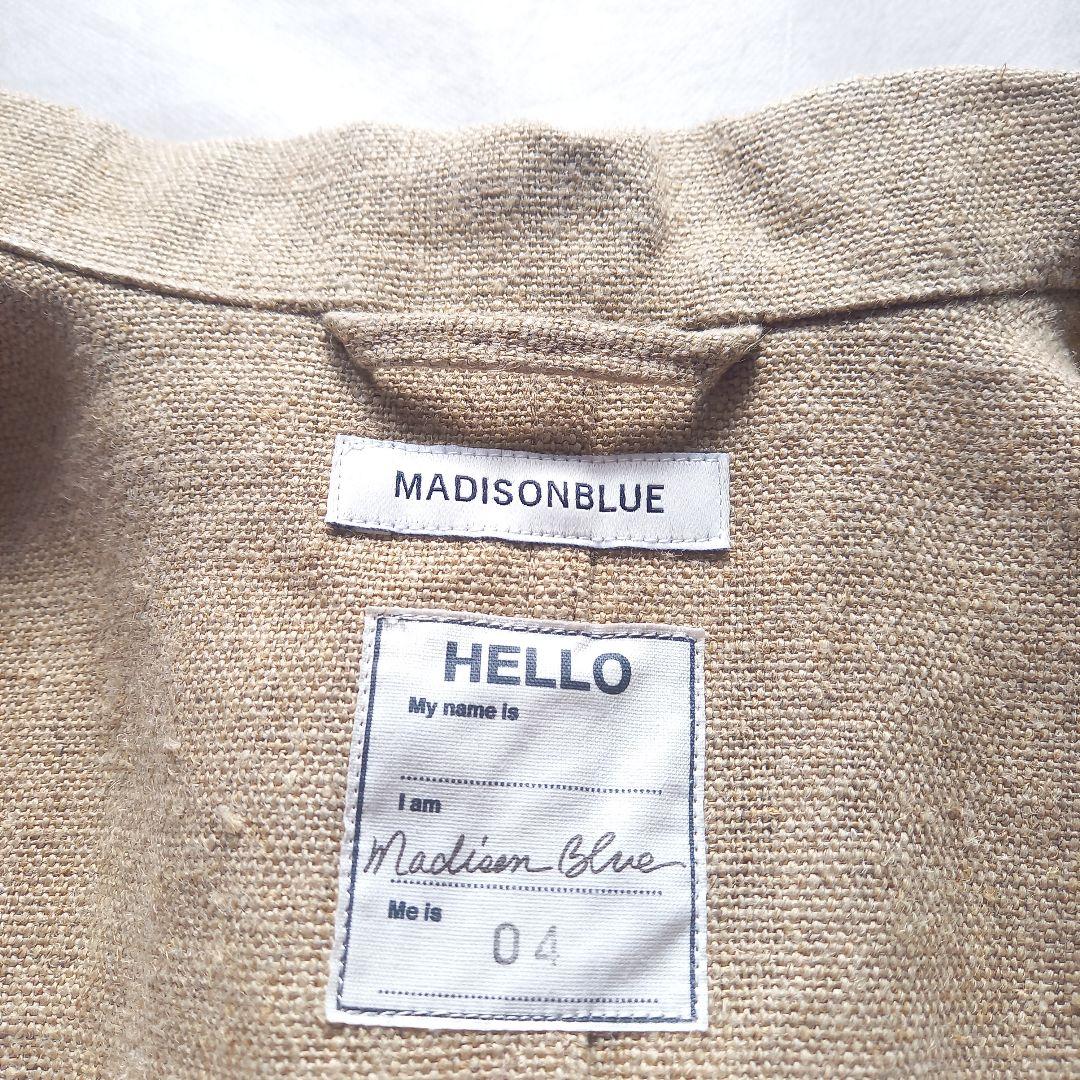 MADISONBLUE
HELLO
My name is
I am
Madison Blue
Me is
04